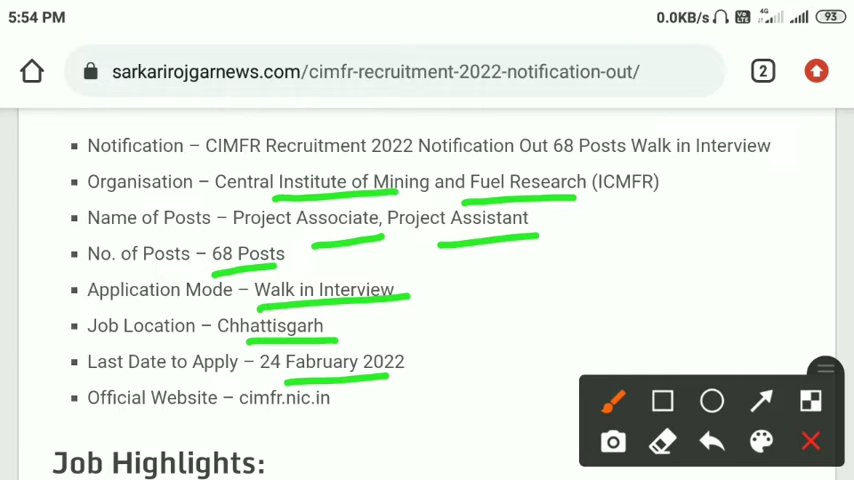 5:54 PM 0.0KB/s 4G 93
sarkarirojgarnews.com/cimfr-recruitment-2022-notification-out/ 2
Notification – CIMFR Recruitment 2022 Notification Out 68 Posts Walk in Interview
Organisation – Central Institute of Mining and Fuel Research (ICMFR)
Name of Posts – Project Associate, Project Assistant
No. of Posts – 68 Posts
Application Mode – Walk in Interview
Job Location – Chhattisgarh
Last Date to Apply – 24 Fabruary 2022
Official Website – cimfr.nic.in
Job Highlights: